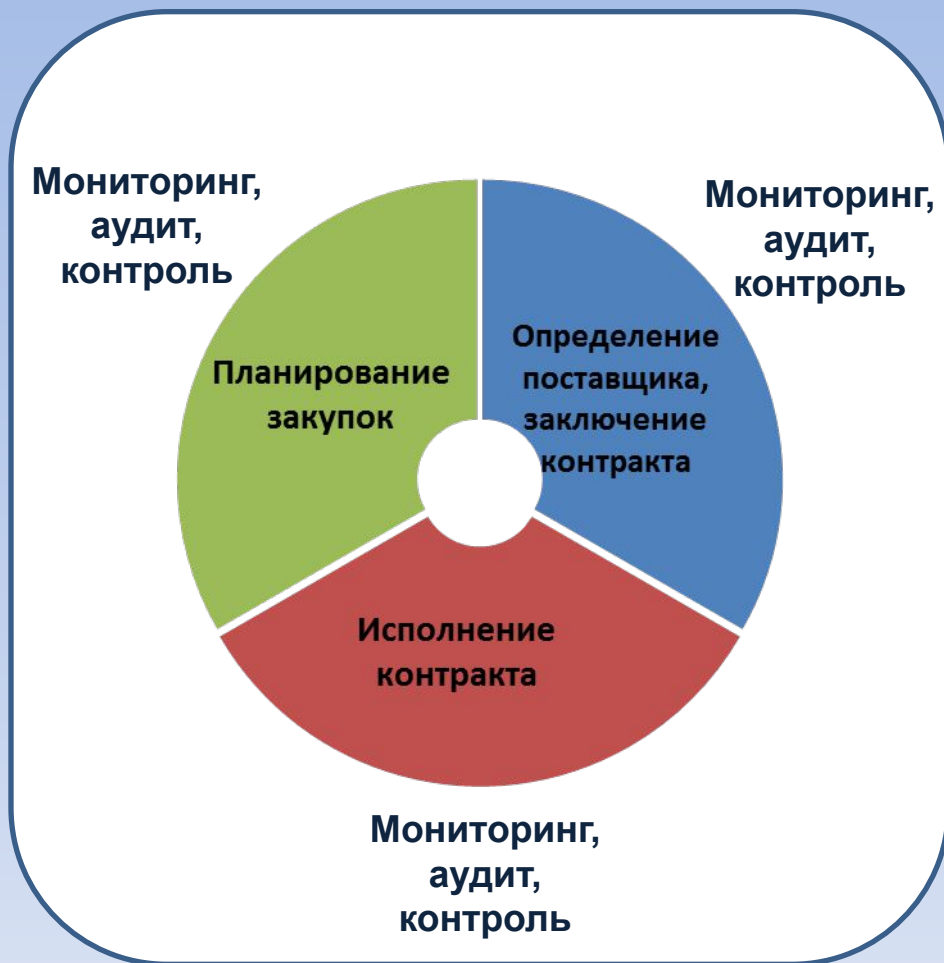 Мониторинг,
аудит,
контроль
Мониторинг,
аудит,
контроль
Планирование
закупок
Определение
поставщика,
заключение
контракта
Исполнение
контракта
Мониторинг,
аудит,
контроль